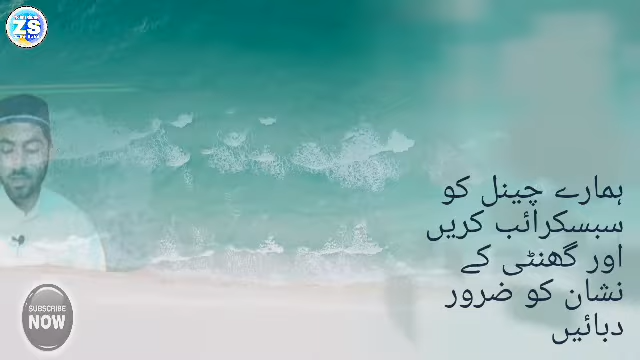 ZS
ہمارے چینل کو
سبسکرائب کریں
اور گھنٹی کے
نشان کو ضرور
دبائیں
SUBSCRIBE
NOW